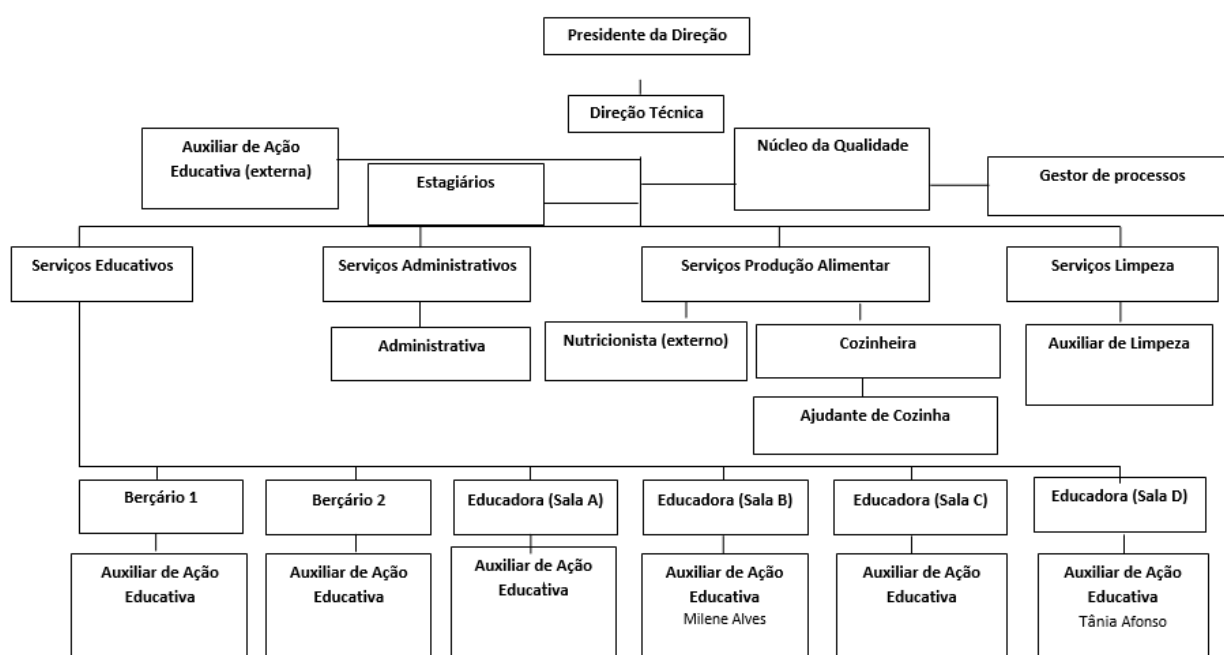 Presidente da Direção
Direção Técnica
Auxiliar de Ação
Educativa (externa)
Núcleo da Qualidade
Estagiários
Gestor de processos
Serviços Educativos
Serviços Administrativos
Serviços Produção Alimentar
Serviços Limpeza
Administrativa
Nutricionista (externo)
Cozinheira
Auxiliar de Limpeza
Ajudante de Cozinha
Berçário 1
Berçário 2
Educadora (Sala A)
Educadora (Sala B)
Educadora (Sala C)
Educadora (Sala D)
Auxiliar de Ação
Educativa
Auxiliar de Ação
Educativa
Auxiliar de Ação
Educativa
Auxiliar de Ação
Educativa
Milene Alves
Auxiliar de Ação
Educativa
Auxiliar de Ação
Educativa
Tânia Afonso